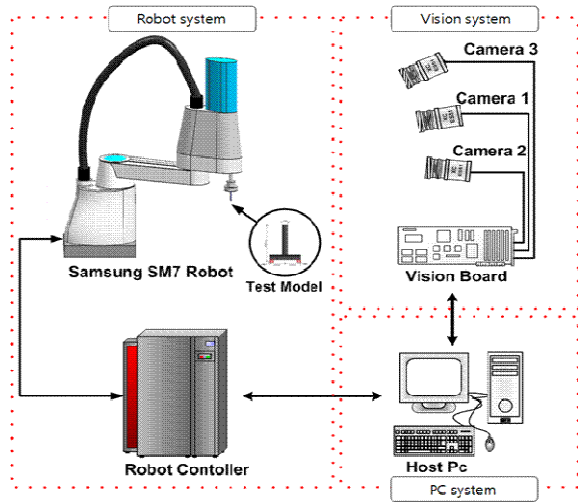 Robot system
Vision system
Camera 3
Camera 1
Camera 2
Samsung SM7 Robot
Test Model
Vision Board
Robot Contoller
Host Pc
PC system